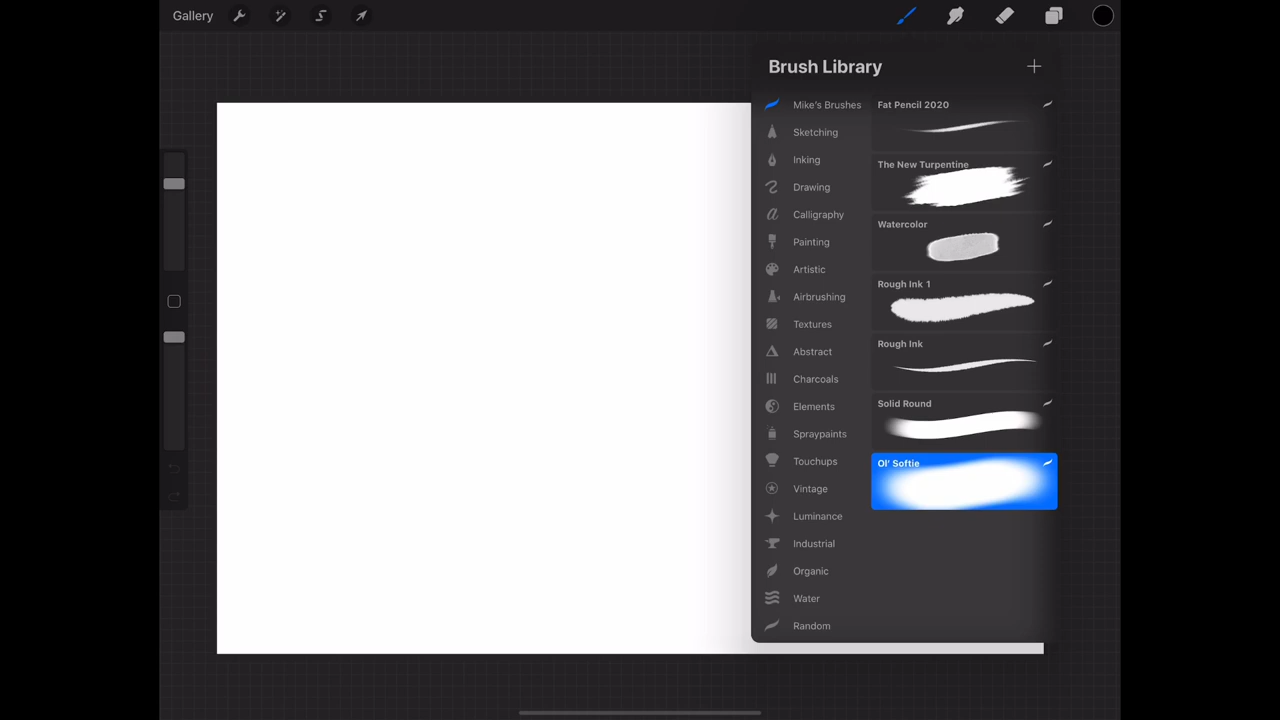 Gallery
Brush Library
Mike's Brushes
Sketching
Inking
Drawing
Calligraphy
Painting
Artistic
Airbrushing
Textures
Abstract
Charcoals
Elements
Spraypaints
Touchups
Vintage
Luminance
Industrial
Organic
Water
Random
Fat Pencil 2020
The New Turpentine
Watercolor
Rough Ink 1
Rough Ink
Solid Round
Ol' Softie